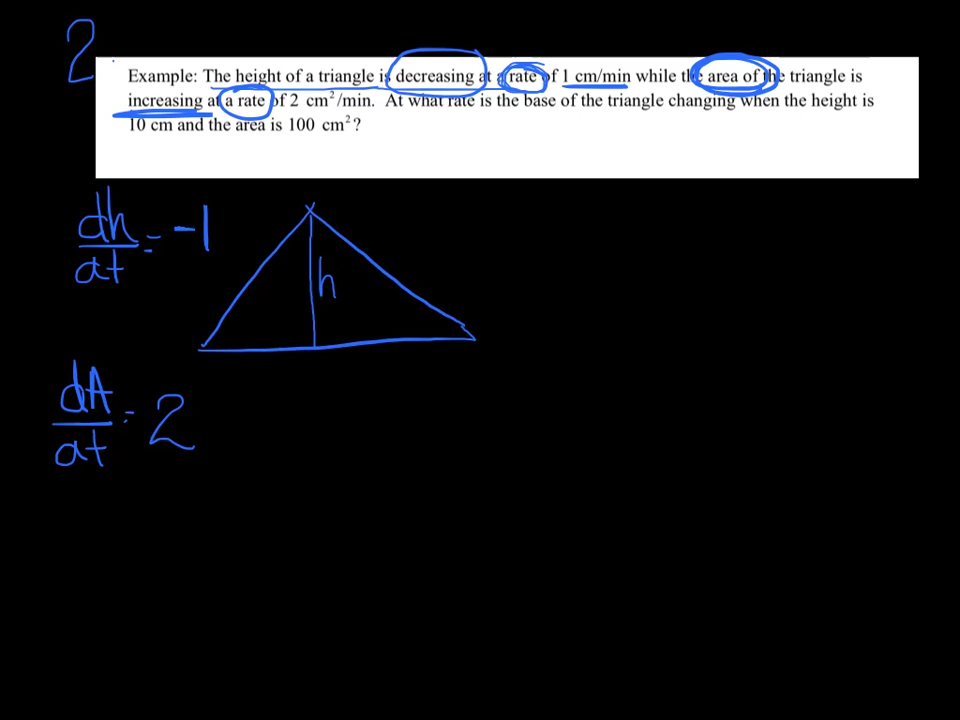 2.
Example: The height of a triangle is decreasing at a rate of 1 cm/min while the area of the triangle is
increasing at a rate of 2 cm²/min. At what rate is the base of the triangle changing when the height is
10 cm and the area is 100 cm²?
dh/dt = -1
h
dA/dt = 2